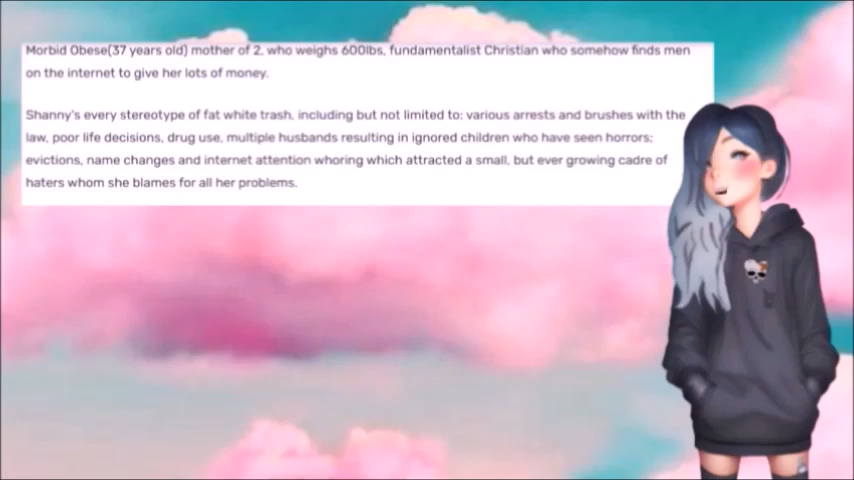 Morbid Obese(37 years old) mother of 2, who weighs 600lbs, fundamentalist Christian who somehow finds men
on the internet to give her lots of money.
Shanny's every stereotype of fat white trash, including but not limited to: various arrests and brushes with the
law, poor life decisions, drug use, multiple husbands resulting in ignored children who have seen horrors;
evictions, name changes and internet attention whoring which attracted a small, but ever growing cadre of
haters whom she blames for all her problems.